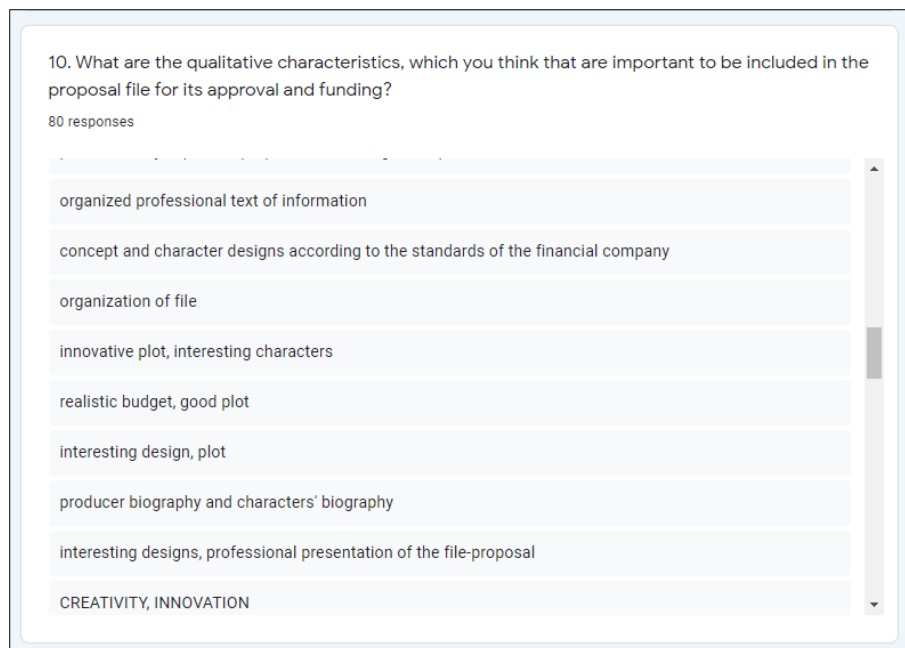 10. What are the qualitative characteristics, which you think that are important to be included in the
proposal file for its approval and funding?
80 responses
organized professional text of information
concept and character designs according to the standards of the financial company
organization of file
innovative plot, interesting characters
realistic budget, good plot
interesting design, plot
producer biography and characters' biography
interesting designs, professional presentation of the file-proposal
CREATIVITY, INNOVATION